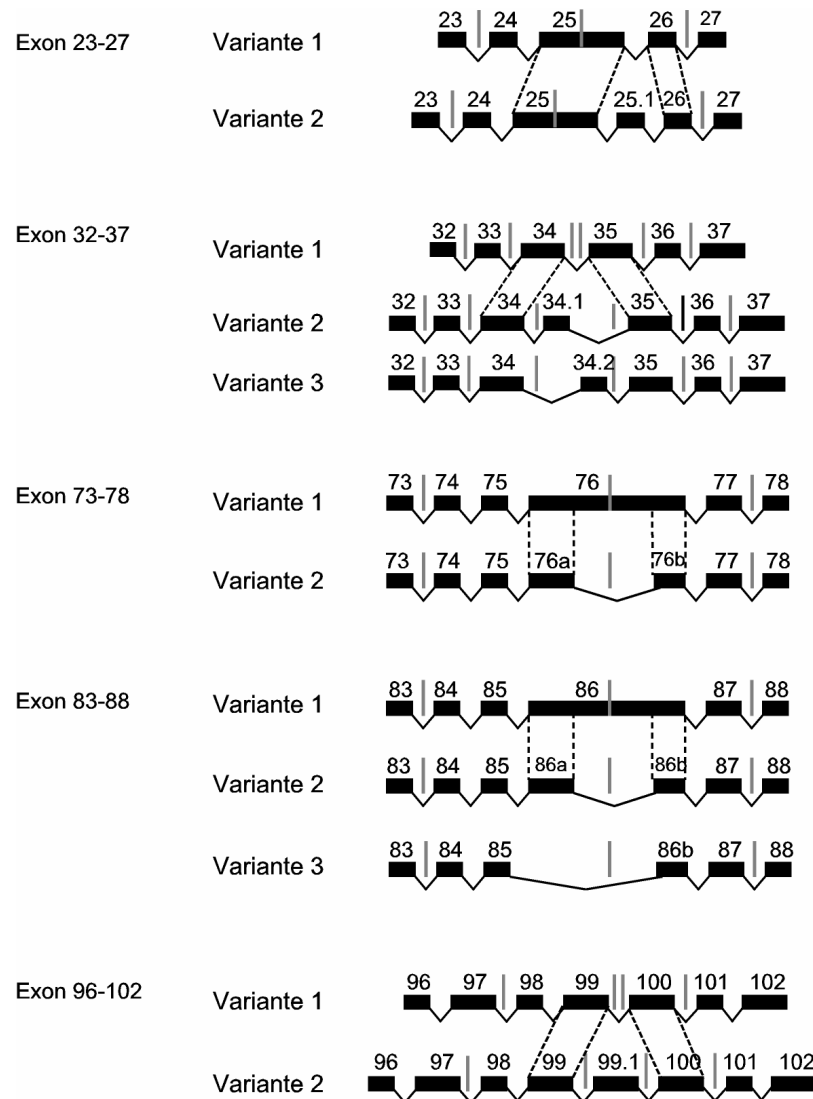 23 24 25 26 27
Exon 23-27 Variante 1
23 24 25 25.1 26 27
Variante 2
32 33 34 35 36 37
Exon 32-37 Variante 1
32 33 34 34.1 35 36 37
Variante 2
32 33 34 34.2 35 36 37
Variante 3
73 74 75 76 77 78
Exon 73-78 Variante 1
73 74 75 76a 76b 77 78
Variante 2
83 84 85 86 87 88
Exon 83-88 Variante 1
83 84 85 86a 86b 87 88
Variante 2
83 84 85 86b 87 88
Variante 3
96 97 98 99 100 101 102
Exon 96-102 Variante 1
96 97 98 99 99.1 100 101 102
Variante 2